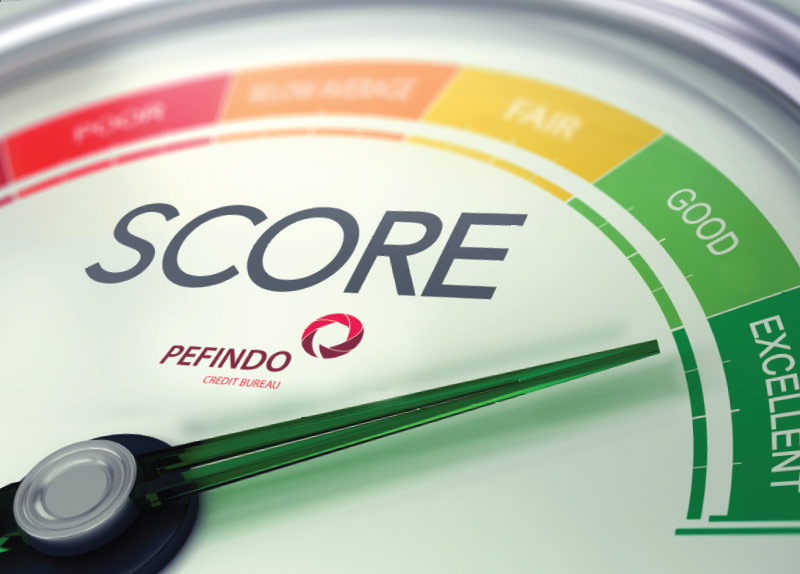 POOR
BELOW AVERAGE
FAIR
GOOD
EXCELLENT
SCORE
PEFINDO
CREDIT BUREAU